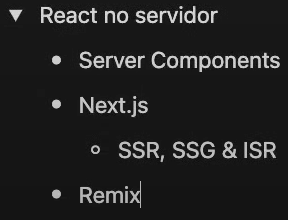 React no servidor
Server Components
Next.js
SSR, SSG & ISR
Remix